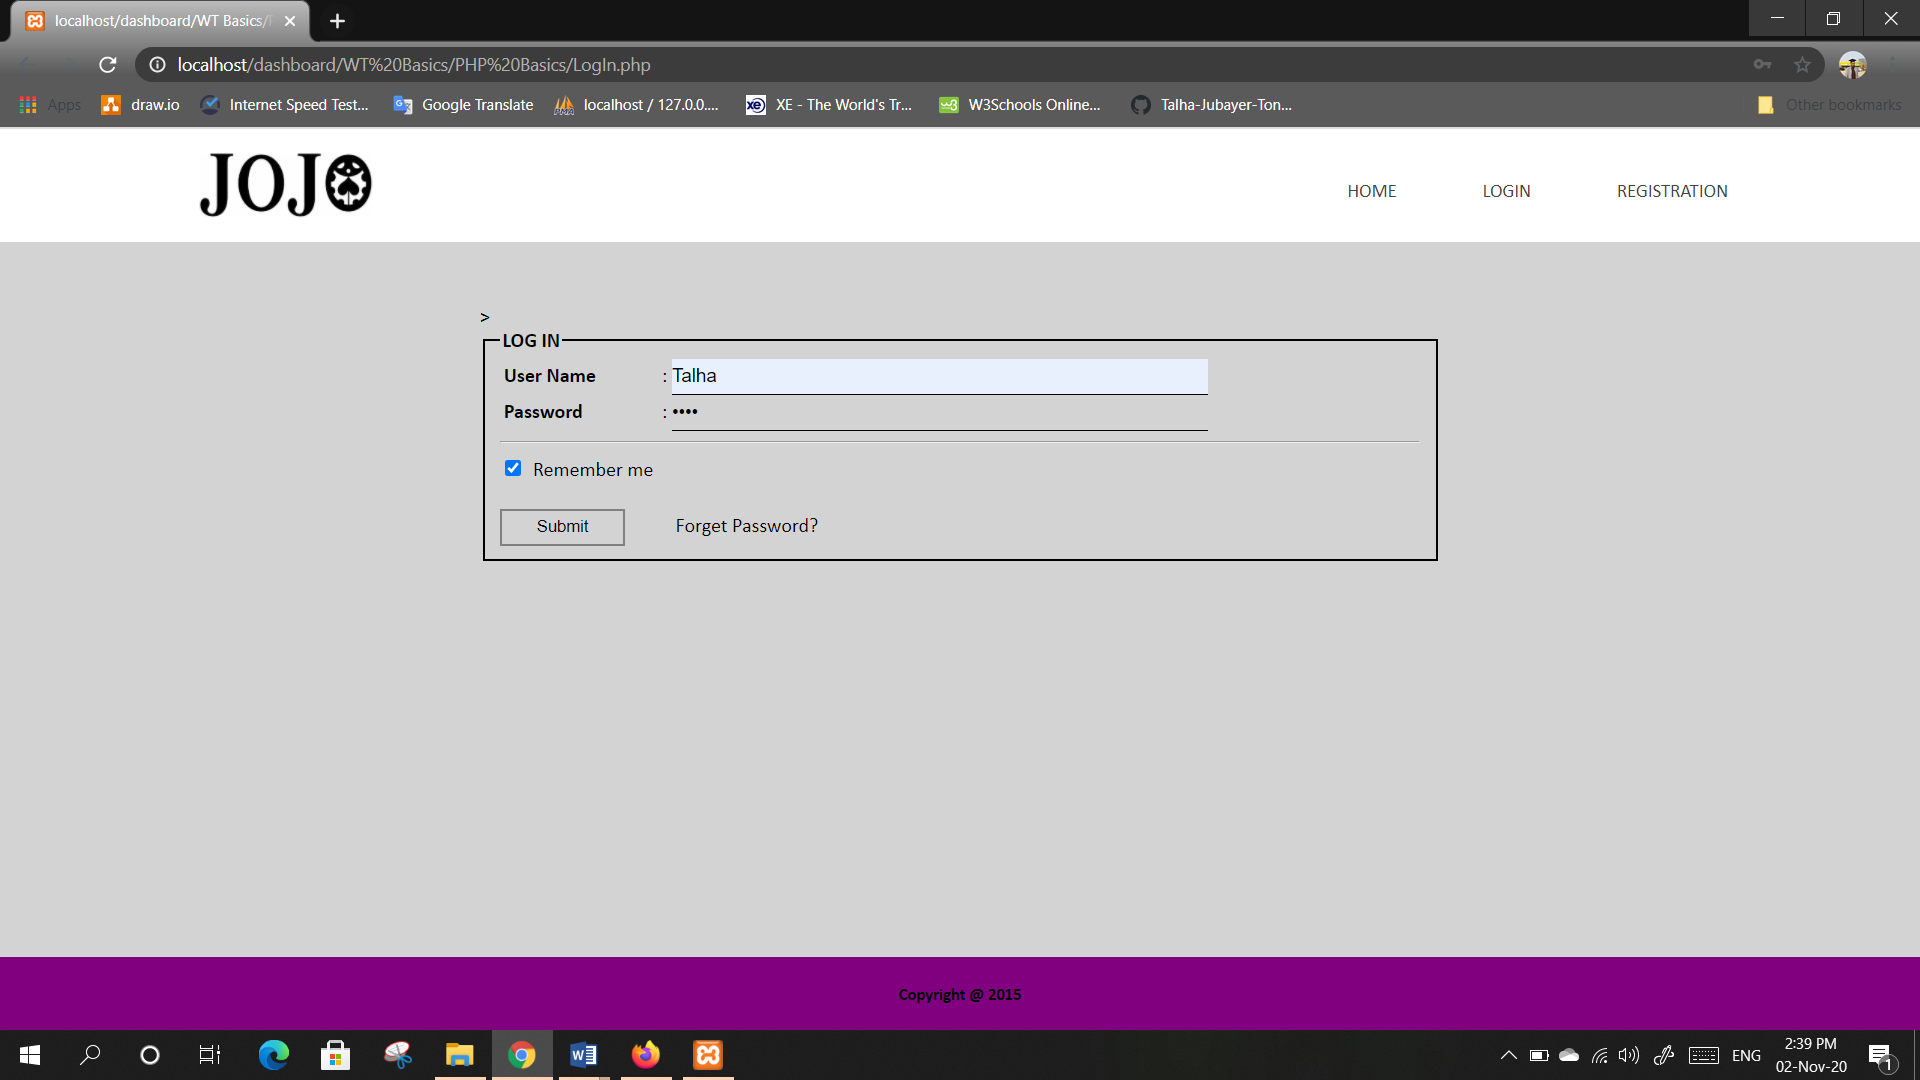 localhost/dashboard/WT Basics/
localhost/dashboard/WT%20Basics/PHP%20Basics/LogIn.php
Apps draw.io Internet Speed Test... Google Translate localhost / 127.0.0.... XE - The World's Tr... W3Schools Online... Talha-Jubayer-Ton... Other bookmarks
JOJO HOME LOGIN REGISTRATION
>
LOG IN
User Name : Talha
Password : ••••
Remember me
Submit Forget Password?
Copyright @ 2015
ENG 2:39 PM
02-Nov-20 1